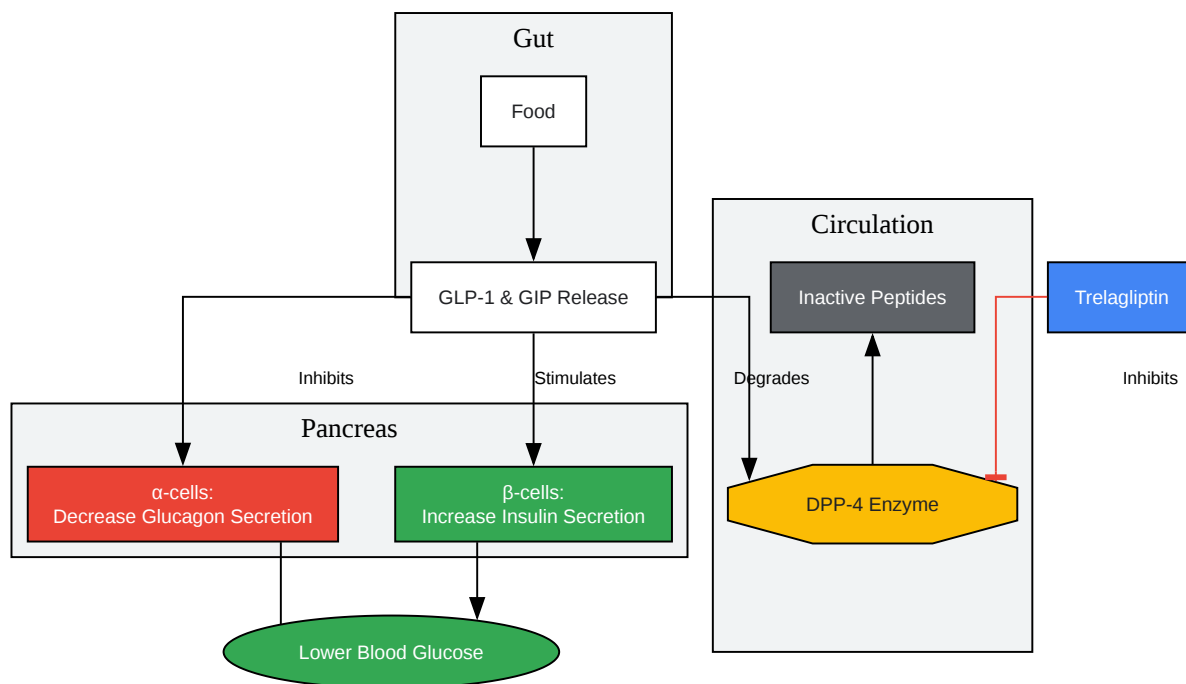 Gut
Food
Circulation
GLP-1 & GIP Release
Inactive Peptides
Trelagliptin
Inhibits
Stimulates
Degrades
Inhibits
Pancreas
α-cells:
Decrease Glucagon Secretion
β-cells:
Increase Insulin Secretion
DPP-4 Enzyme
Lower Blood Glucose